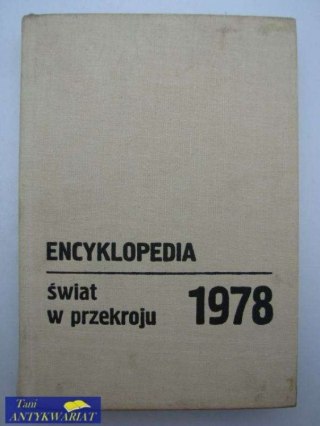 ENCYKLOPEDIA
świat
w przekroju 1978
Tani
ANTYKWARIAT